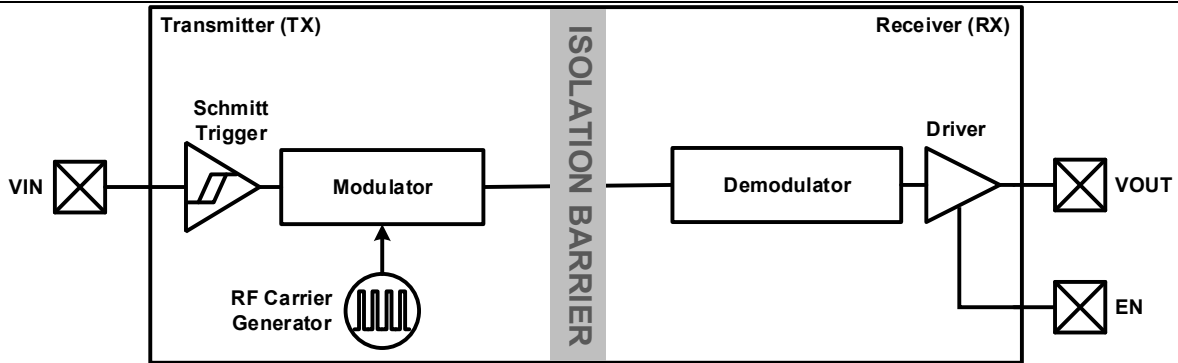 Transmitter (TX)
Receiver (RX)
ISOLATION BARRIER
Schmitt
Trigger
Driver
VIN
Modulator
Demodulator
VOUT
RF Carrier
Generator
EN